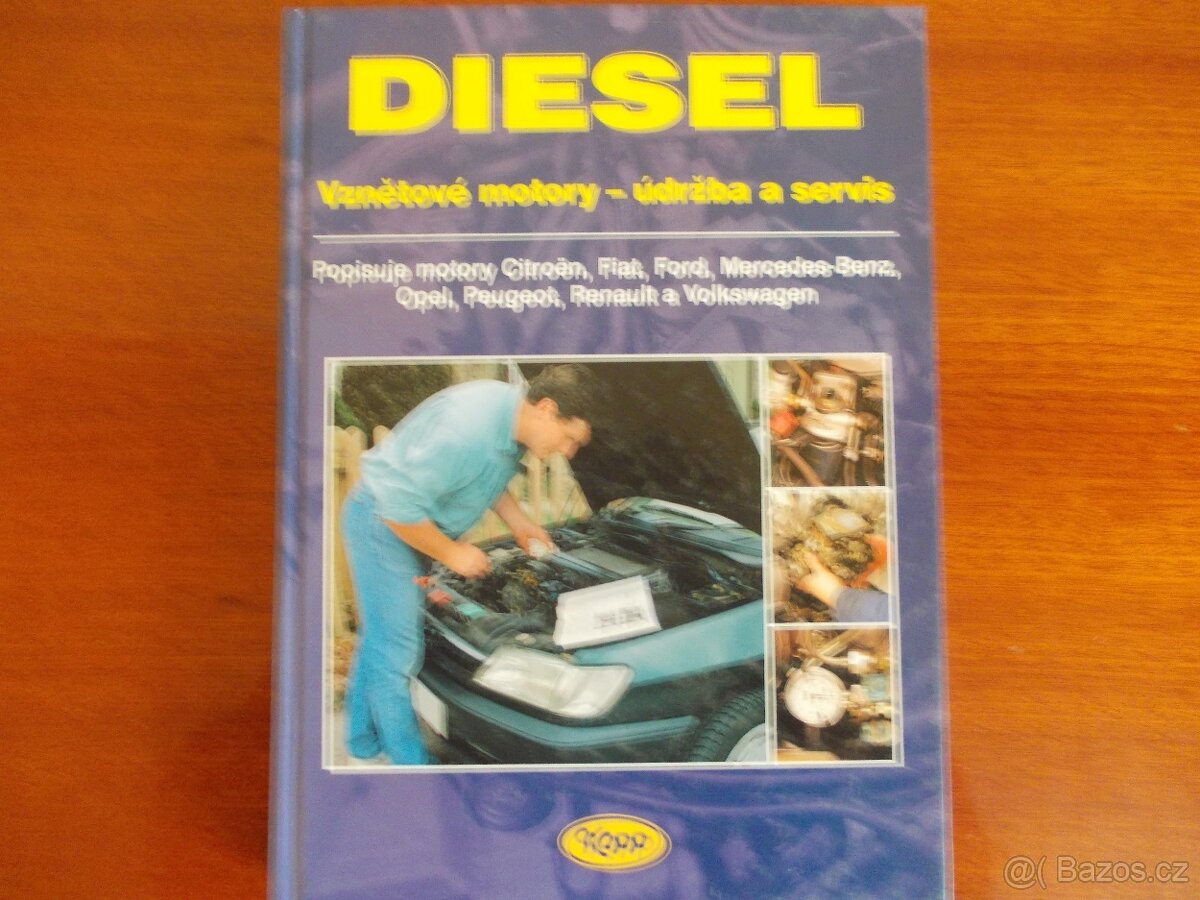 DIESEL
Vznětové motory – údržba a servis
Popisuje motory Citroën, Fiat, Ford, Mercedes-Benz,
Opel, Peugeot, Renault a Volkswagen
KOPP
@( Bazos.cz